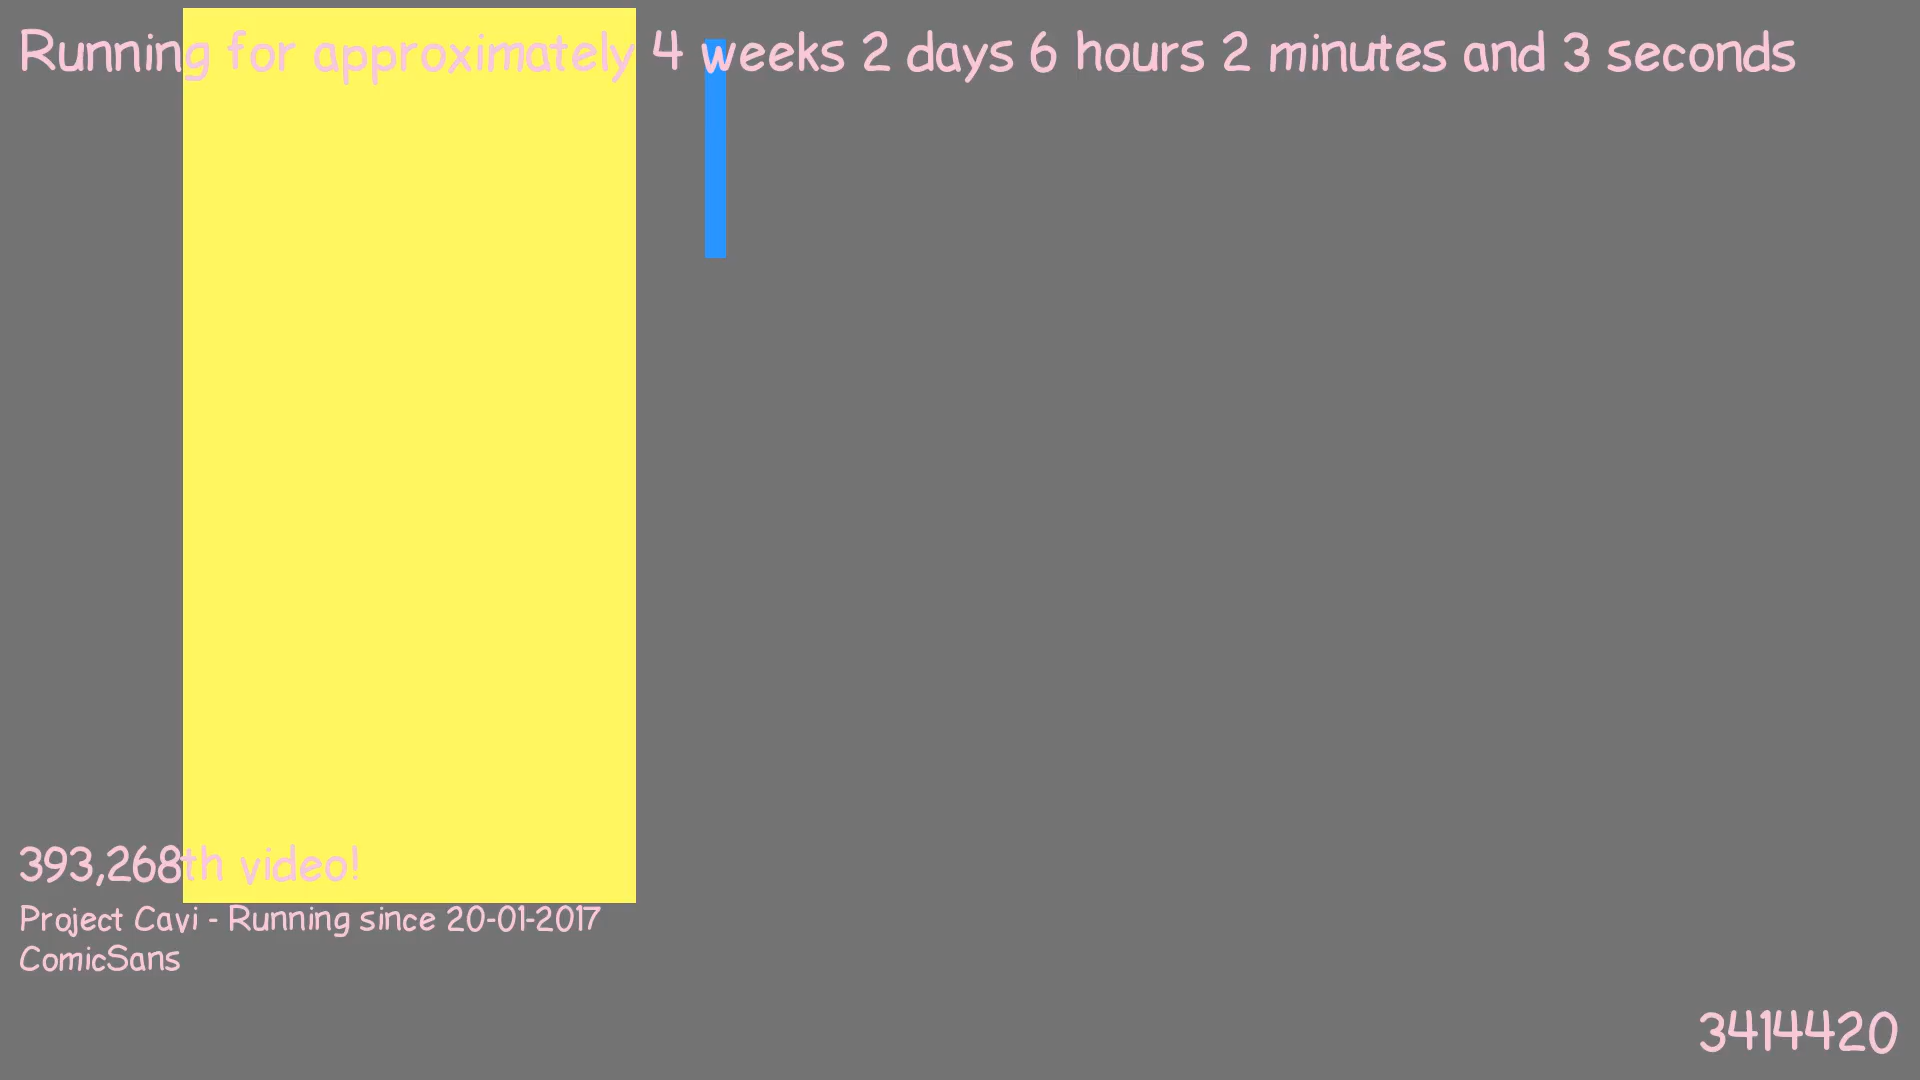 Running for approximately 4 weeks 2 days 6 hours 2 minutes and 3 seconds
393,268th video!
Project Cavi - Running since 20-01-2017
ComicSans
3414420